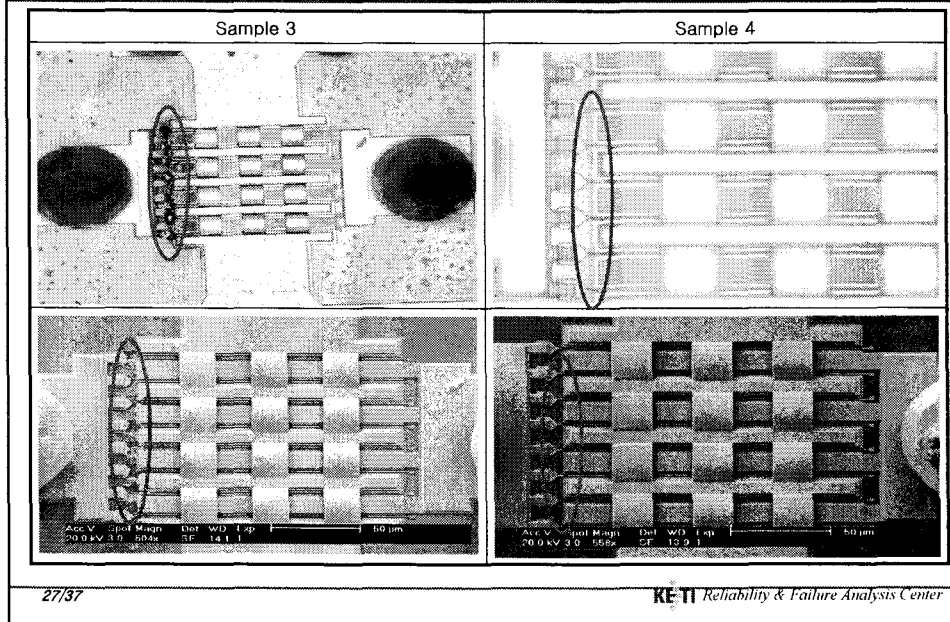 Sample 3
Sample 4
Acc.V Spot Magn Det WD Exp 50 µm
20.0 kV 3.0 604x SE 14.1 1
Acc.V Spot Magn Det WD Exp 50 µm
20.0 kV 3.0 558x SE 13.9 1
27/37
KETI Reliability & Failure Analysis Center